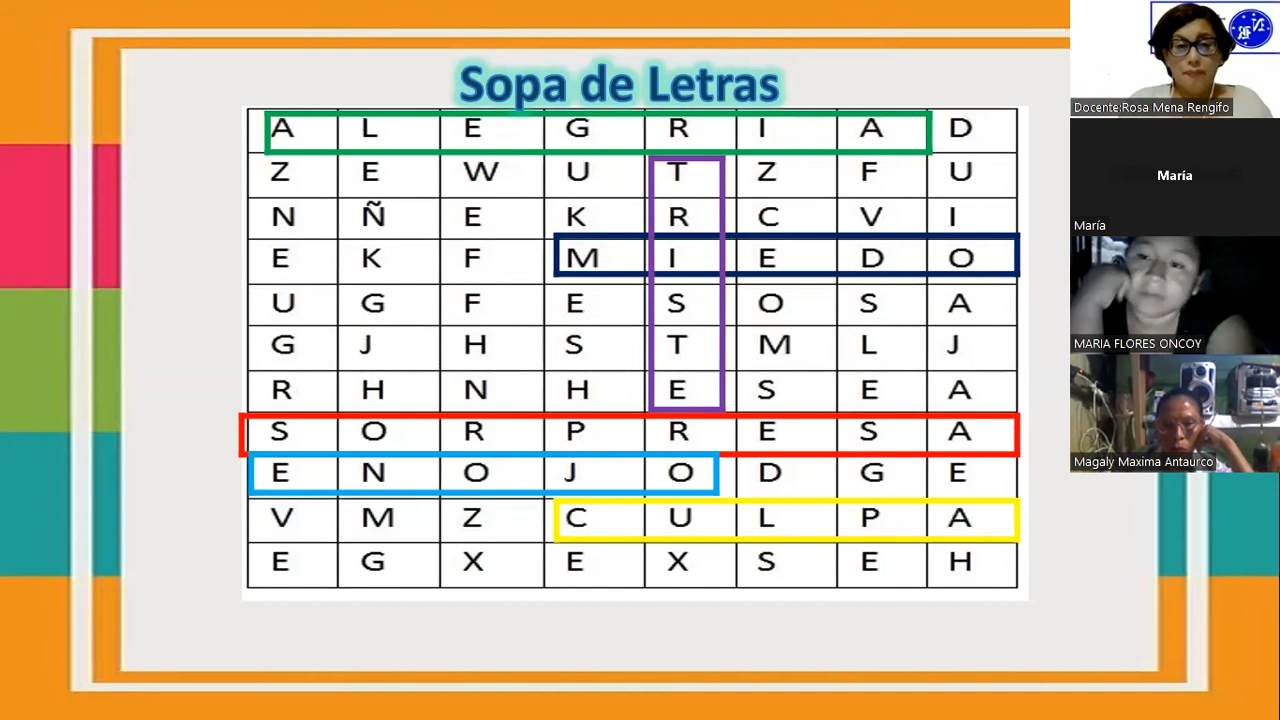 Sopa de Letras
A L E G R I A D
Z E W U T Z F U
N Ñ E K R C V I
E K F M I E D O
U G F E S O S A
G J H S T M L J
R H N H E S E A
S O R P R E S A
E N O J O D G E
V M Z C U L P A
E G X E X S E H
Docente:Rosa Mena Rengifo
María
María
MARIA FLORES ONCOY
Magaly Maxima Antaurco